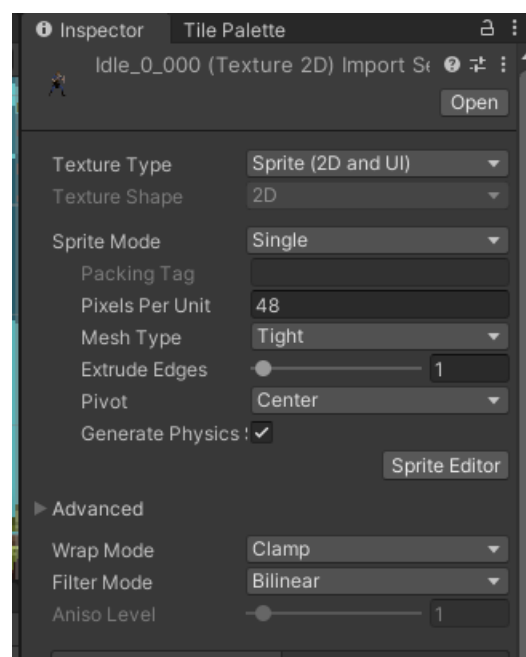 Inspector Tile Palette
Idle_0_000 (Texture 2D) Import Se
Open
Texture Type Sprite (2D and UI)
Texture Shape 2D
Sprite Mode Single
Packing Tag
Pixels Per Unit 48
Mesh Type Tight
Extrude Edges 1
Pivot Center
Generate Physics S
Sprite Editor
Advanced
Wrap Mode Clamp
Filter Mode Bilinear
Aniso Level 1